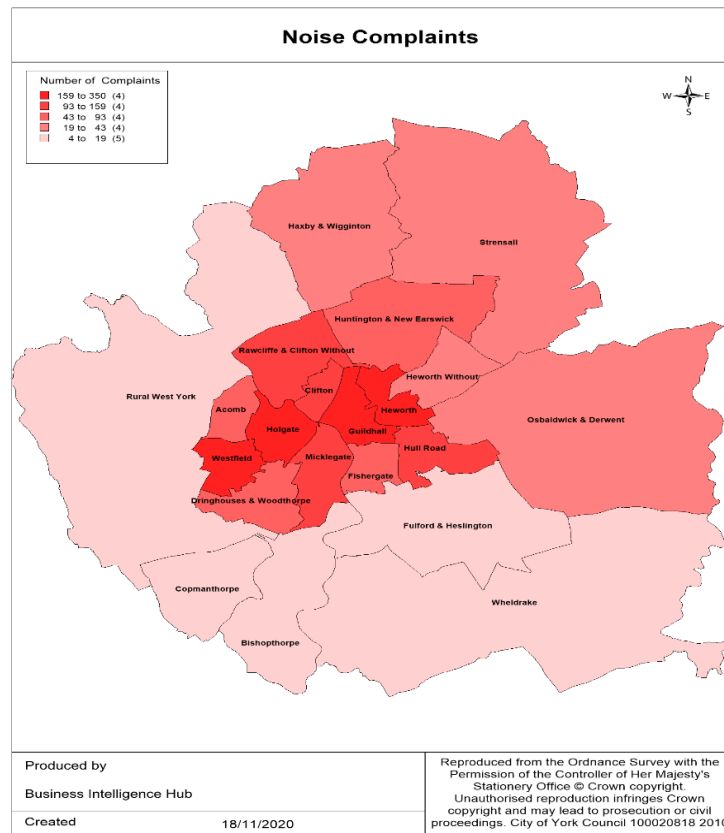 Noise Complaints
Number of Complaints
159 to 350 (4)
93 to 159 (4)
43 to 93 (4)
19 to 43 (4)
4 to 19 (5)
N
W E
S
Haxby & Wigginton
Strensall
Huntington & New Earswick
Rawcliffe & Clifton Without
Heworth Without
Rural West York
Clifton
Acomb
Heworth
Osbaldwick & Derwent
Holgate
Guildhall
Hull Road
Westfield
Micklegate
Fishergate
Dringhouses & Woodthorpe
Fulford & Heslington
Copmanthorpe
Wheldrake
Bishopthorpe
Produced by
Business Intelligence Hub
Created 18/11/2020
Reproduced from the Ordnance Survey with the
Permission of the Controller of Her Majesty's
Stationery Office © Crown copyright.
Unauthorised reproduction infringes Crown
copyright and may lead to prosecution or civil
proceedings. City of York Council 100020818 2010